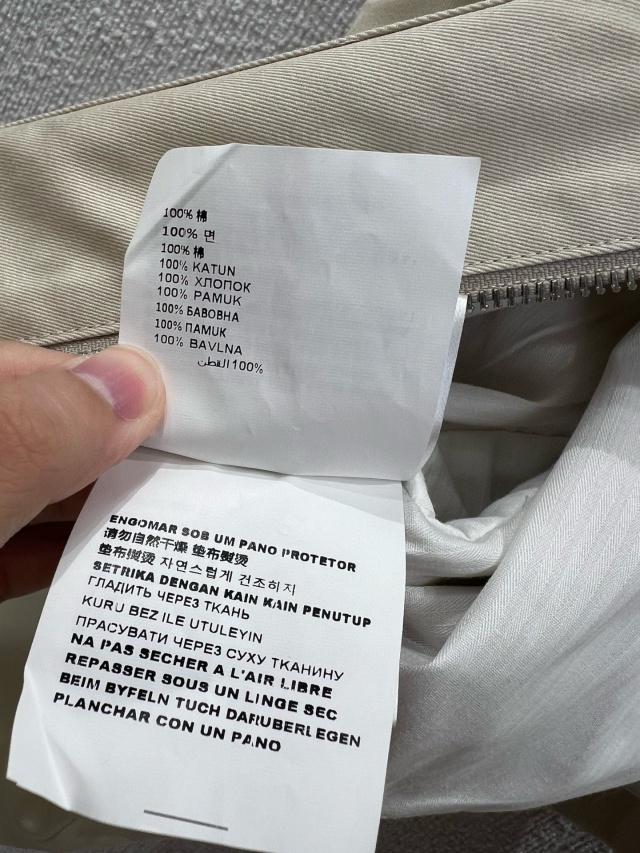 100% 棉
100% 면
100% 棉
100% KATUN
100% ХЛОПОК
100% PAMUK
100% БАВОВНА
100% ПАМУК
100% BAVLNA
القطن 100%
ENGOMAR SOB UM PANO PROTETOR
请勿自然干燥 垫布熨烫
垫布熨烫 자연스럽게 건조히지
SETRIKA DENGAN KAIN KAIN PENUTUP
ГЛАДИТЬ ЧЕРЕЗ ТКАНЬ
KURU BEZ ILE UTULEYIN
ПРАСУВАТИ ЧЕРЕЗ СУХУ ТКАНИНУ
NA PAS SECHER A L'AIR LIBRE
REPASSER SOUS UN LINGE SEC
BEIM BYFELN TUCH DARUBERLEGEN
PLANCHAR CON UN PANO